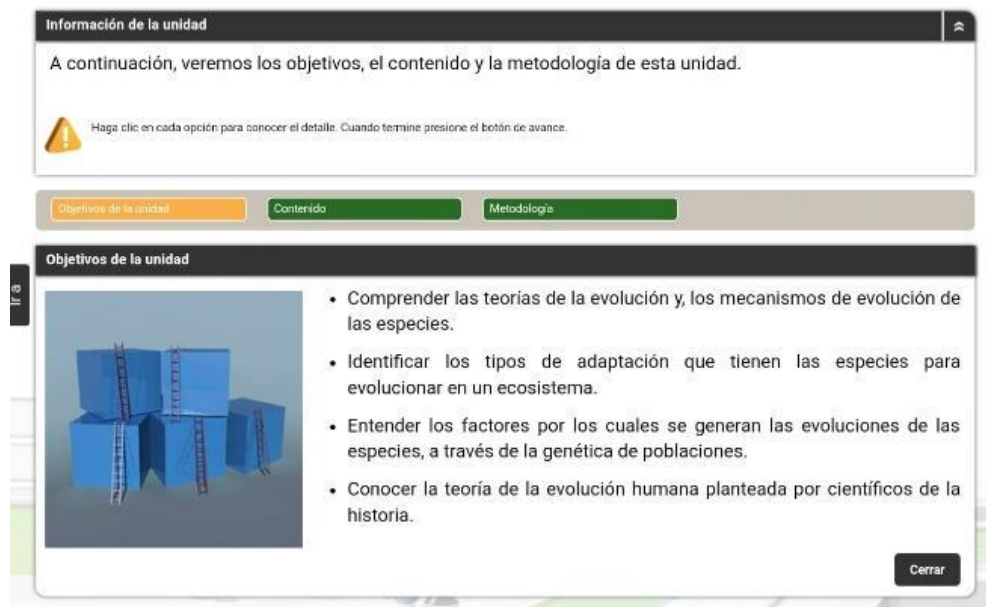 Información de la unidad
A continuación, veremos los objetivos, el contenido y la metodología de esta unidad.
Haga clic en cada opción para conocer el detalle. Cuando termine presione el botón de avance.
Objetivos de la unidad
Contenido
Metodología
Objetivos de la unidad
Ir a
• Comprender las teorías de la evolución y, los mecanismos de evolución de
las especies.
• Identificar los tipos de adaptación que tienen las especies para
evolucionar en un ecosistema.
• Entender los factores por los cuales se generan las evoluciones de las
especies, a través de la genética de poblaciones.
• Conocer la teoría de la evolución humana planteada por científicos de la
historia.
Cerrar